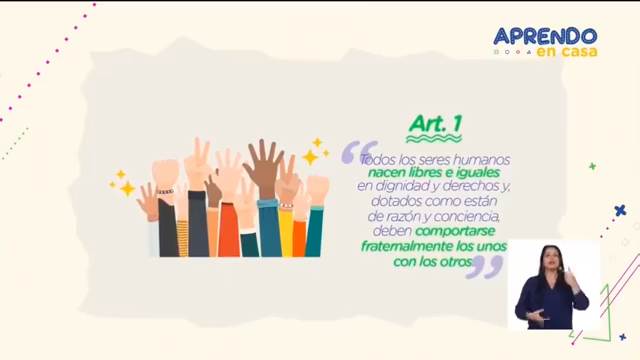 APRENDO
en casa
Art. 1
“Todos los seres humanos
nacen libres e iguales
en dignidad y derechos y,
dotados como están
de razón y conciencia,
deben comportarse
fraternalmente los unos
con los otros.”